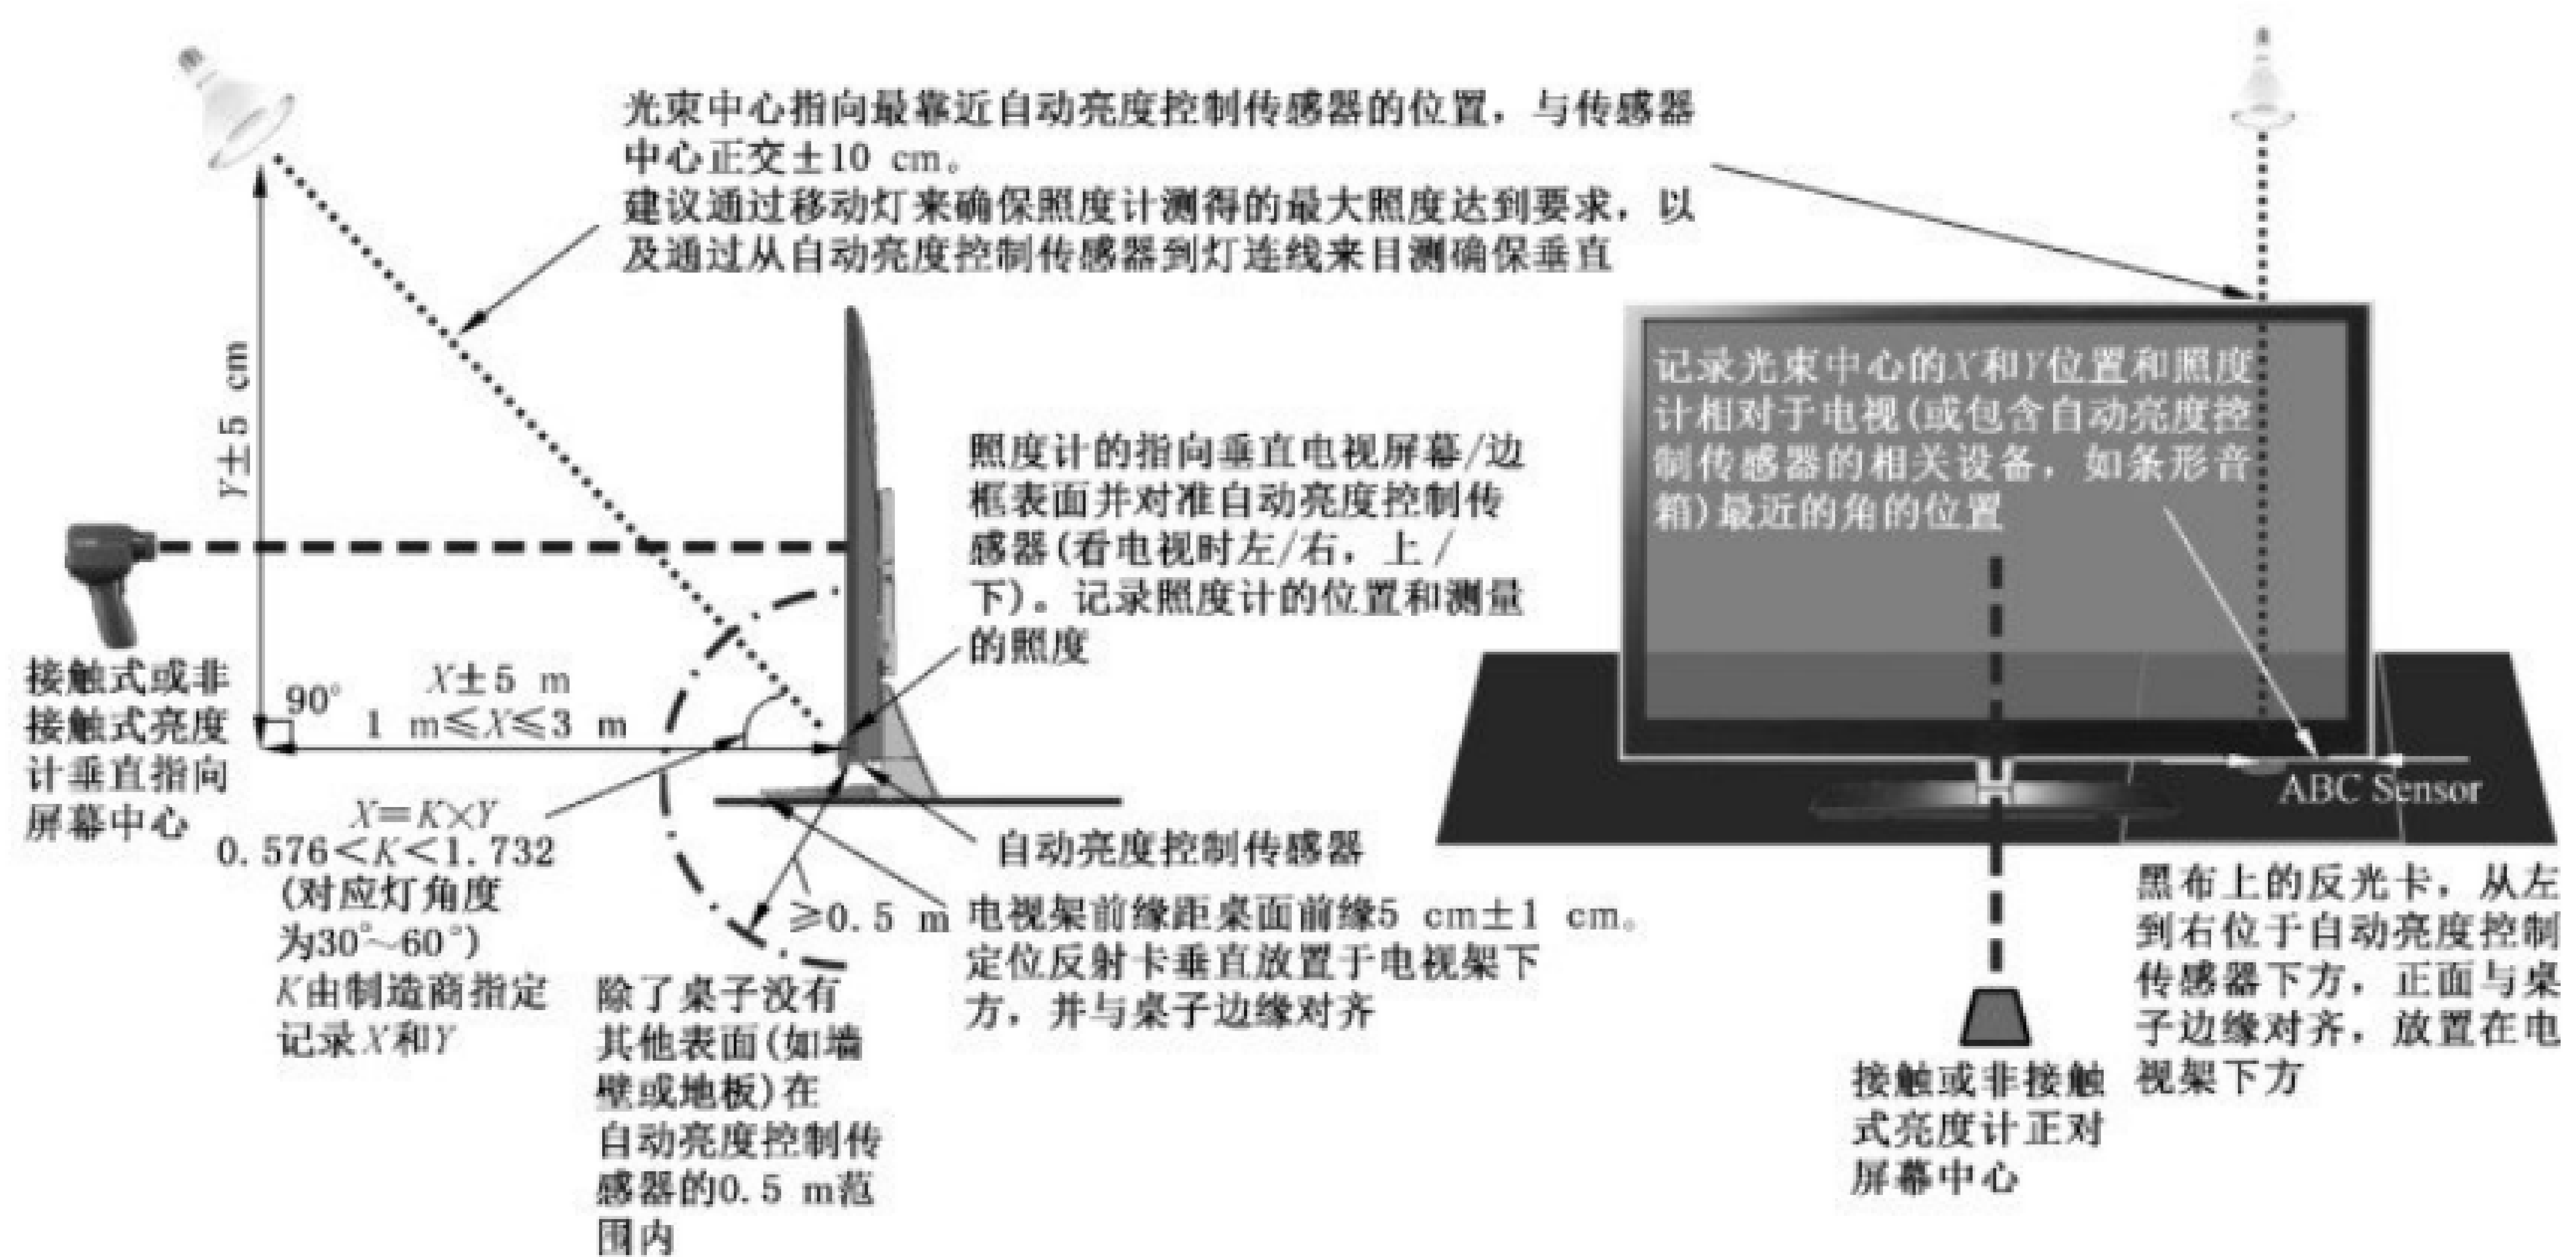 光束中心指向最靠近自动亮度控制传感器的位置，与传感器
中心正交±10 cm。
建议通过移动灯来确保照度计测得的最大照度达到要求，以
及通过从自动亮度控制传感器到灯连线来目测确保垂直
Y±5 cm
接触式或非
接触式亮度
计垂直指向
屏幕中心
90°
X±5 m
1 m≤X≤3 m
X=K×Y
0.576<K<1.732
(对应灯角度
为30°~60°)
K由制造商指定
记录X和Y
照度计的指向垂直电视屏幕/边
框表面并对准自动亮度控制传
感器(看电视时左/右，上/
下)。记录照度计的位置和测量
的照度
自动亮度控制传感器
≥0.5 m
电视架前缘距桌面前缘5 cm±1 cm。
定位反射卡垂直放置于电视架下
方，并与桌子边缘对齐
除了桌子没有
其他表面(如墙
壁或地板)在
自动亮度控制传
感器的0.5 m范
围内
记录光束中心的X和Y位置和照度
计相对于电视(或包含自动亮度控
制传感器的相关设备，如条形音
箱)最近的角的位置
ABC Sensor
黑布上的反光卡，从左
到右位于自动亮度控制
传感器下方，正面与桌
子边缘对齐，放置在电
视架下方
接触或非接触
式亮度计正对
屏幕中心